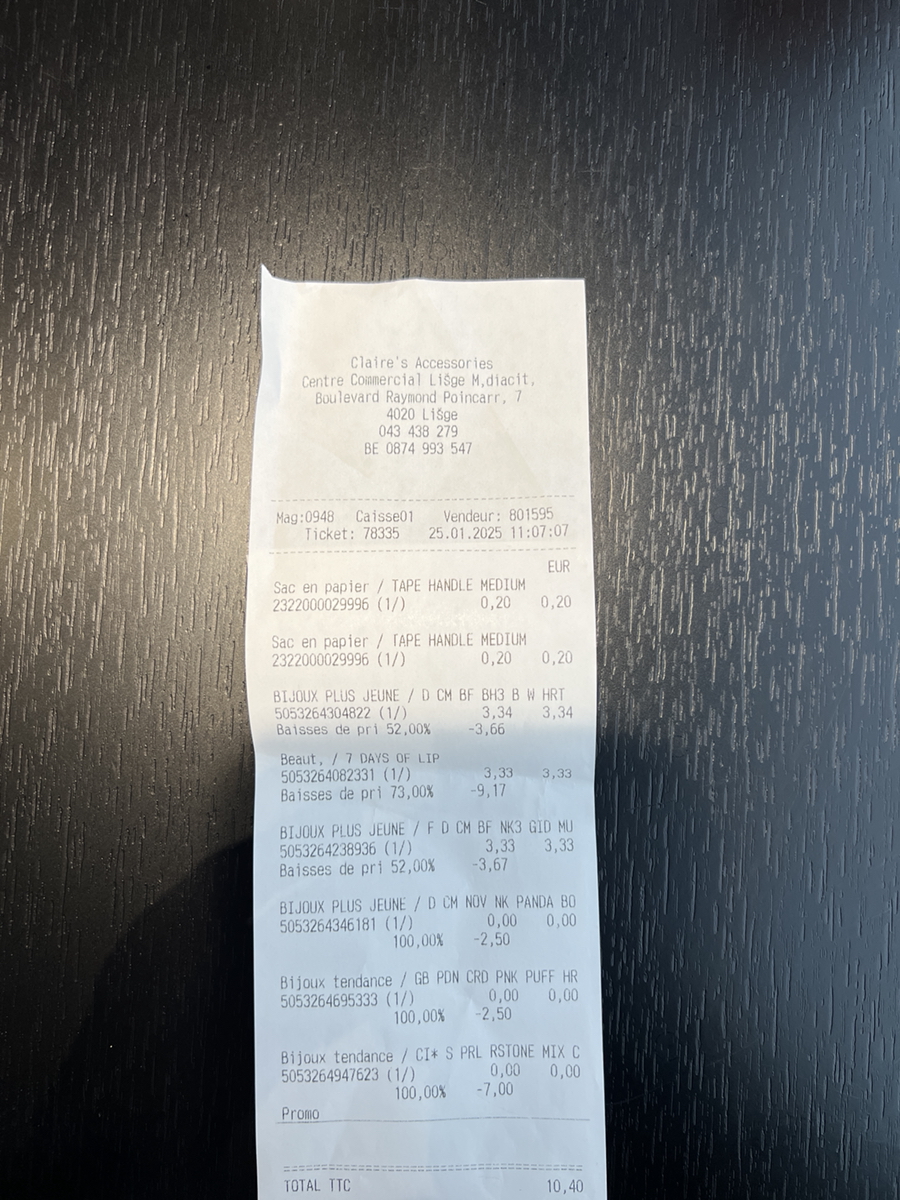 Claire's Accessories
Centre Commercial LiŠge M‚diacit‚
Boulevard Raymond Poincarr‚ 7
4020 LiŠge
043 438 279
BE 0874 993 547
Mag:0948 Caisse01 Vendeur: 801595
Ticket: 78335 25.01.2025 11:07:07
EUR
Sac en papier / TAPE HANDLE MEDIUM
2322000029996 (1/) 0,20 0,20
Sac en papier / TAPE HANDLE MEDIUM
2322000029996 (1/) 0,20 0,20
BIJOUX PLUS JEUNE / D CM BF BH3 B W HRT
5053264304822 (1/) 3,34 3,34
Baisses de pri 52,00% -3,66
Beaut‚ / 7 DAYS OF LIP
5053264082331 (1/) 3,33 3,33
Baisses de pri 73,00% -9,17
BIJOUX PLUS JEUNE / F D CM BF NK3 GID MU
5053264238936 (1/) 3,33 3,33
Baisses de pri 52,00% -3,67
BIJOUX PLUS JEUNE / D CM NOV NK PANDA BO
5053264346181 (1/) 0,00 0,00
100,00% -2,50
Bijoux tendance / GB PDN CRD PNK PUFF HR
5053264695333 (1/) 0,00 0,00
100,00% -2,50
Bijoux tendance / CI* S PRL RSTONE MIX C
5053264947623 (1/) 0,00 0,00
100,00% -7,00
Promo
TOTAL TTC 10,40